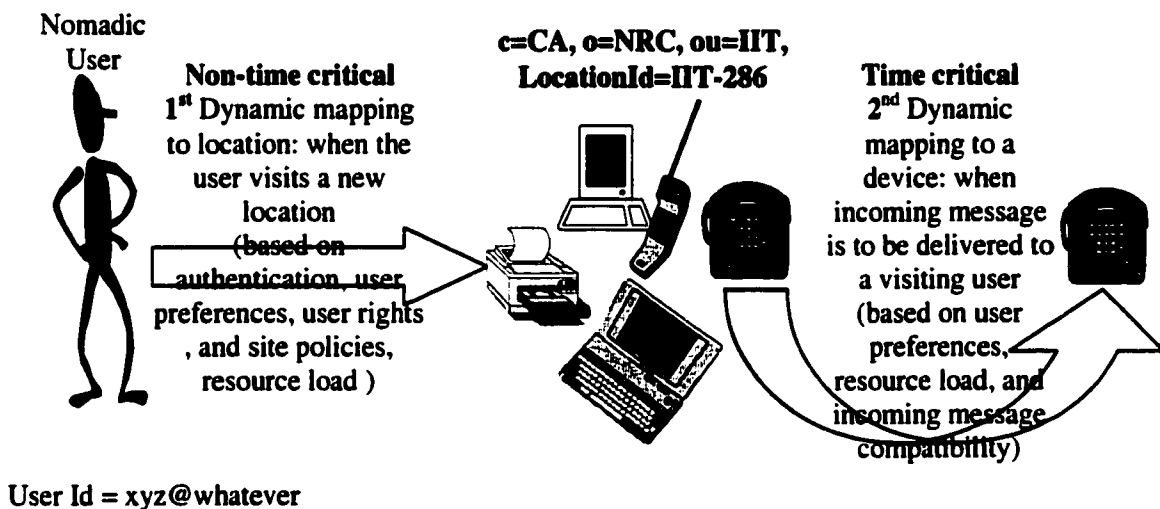 Nomadic
User
Non-time critical
1st Dynamic mapping
to location: when the
user visits a new
location
(based on
authentication, user
preferences, user rights
, and site policies,
resource load )
c=CA, o=NRC, ou=IIT,
LocationId=IIT-286
Time critical
2nd Dynamic
mapping to a
device: when
incoming message
is to be delivered to
a visiting user
(based on user
preferences,
resource load, and
incoming message
compatibility)
User Id = xyz@whatever